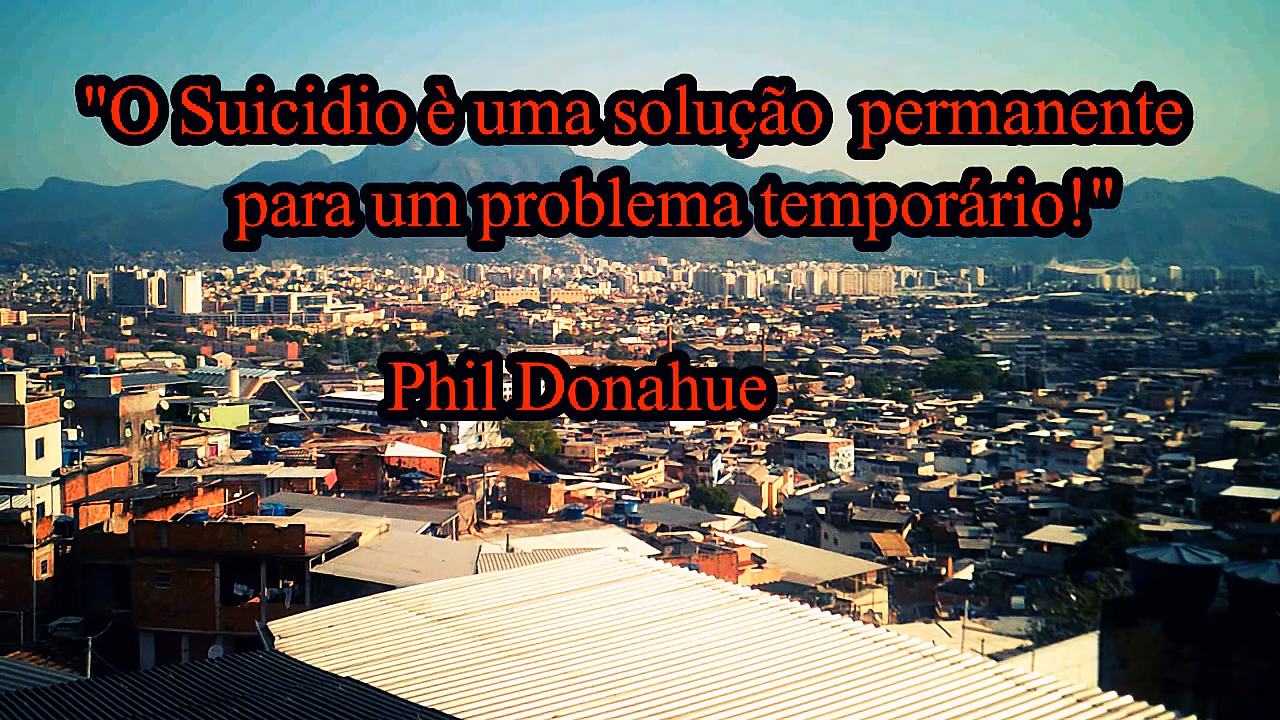 "O Suicidio è uma solução permanente
para um problema temporário!"
Phil Donahue